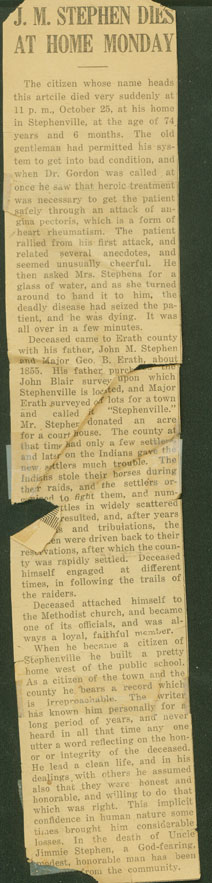 J. M. STEPHEN DIES
AT HOME MONDAY
The citizen whose name heads
this artcile died very suddenly at
11 p. m., October 25, at his home
in Stephenville, at the age of 74
years and 6 months. The old
gentleman had permitted his sys-
tem to get into bad condition, and
when Dr. Gordon was called at
once he saw that heroic treatment
was necessary to get the patient
safely through an attack of an-
gina pectoris, which is a form of
heart rheumatism. The patient
rallied from his first attack, and
related several anecdotes, and
seemed unusually cheerful. He
then asked Mrs. Stephens for a
glass of water, and as she turned
around to hand it to him, the
deadly disease had seized the pa-
tient, and he was dying. It was
all over in a few minutes.
Deceased came to Erath county
with his father, John M. Stephen
and Major Geo. B. Erath, about
1855. His father, purc
John Blair survey upon which
Stephenville is located, and Major
Erath surveyed lots for a town
and called "Stephenville."
Mr. Stephen donated an acre
for a court house. The county at
that time had only a few settlers
and later on the Indians gave the
new settlers much trouble. The
Indians stole their horses during
their raids, and the settlers or-
to fight them, and num-
ttles in widely scattered
resulted, and, after years
and tribulations, the
en were driven back to their
reservations, after which the coun-
ty was rapidly settled. Deceased
himself engaged at different
times, in following the trails of
the raiders.
Deceased attached himself to
the Methodist church, and became
one of its officials, and was al-
ways a loyal, faithful member.
When he became a citizen of
Stephenville he built a pretty
home west of the public school.
As a citizen of the town and the
county he bears a record which
is irreproachable. The writer
has known him personally for a
long period of years, and never
heard in all that time any one
utter a word reflecting on the hon-
or or integrity of the deceased.
He lead a clean life, and in his
dealings with others he assumed
also that they were honest and
honorable, and willing to do that
which was right. This implicit
confidence in human nature some
times brought him considerable
losses. In the death of Uncle
Jimmie Stephen, a God-fearing,
modest, honorable man has been
from the community.